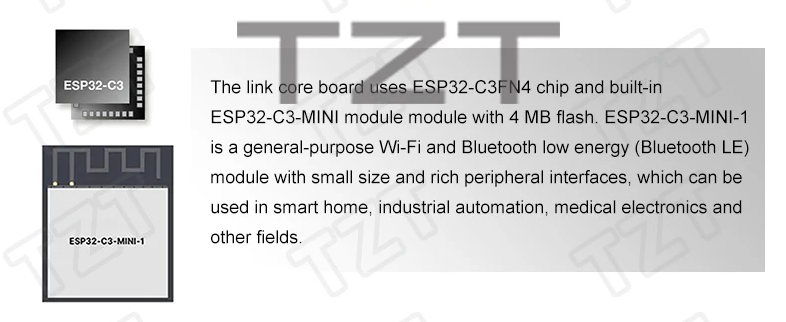 TZT
ESP32-C3
The link core board uses ESP32-C3FN4 chip and built-in
ESP32-C3-MINI module module with 4 MB flash. ESP32-C3-MINI-1
is a general-purpose Wi-Fi and Bluetooth low energy (Bluetooth LE)
module with small size and rich peripheral interfaces, which can be
used in smart home, industrial automation, medical electronics and
other fields.
ESP32-C3-MINI-1